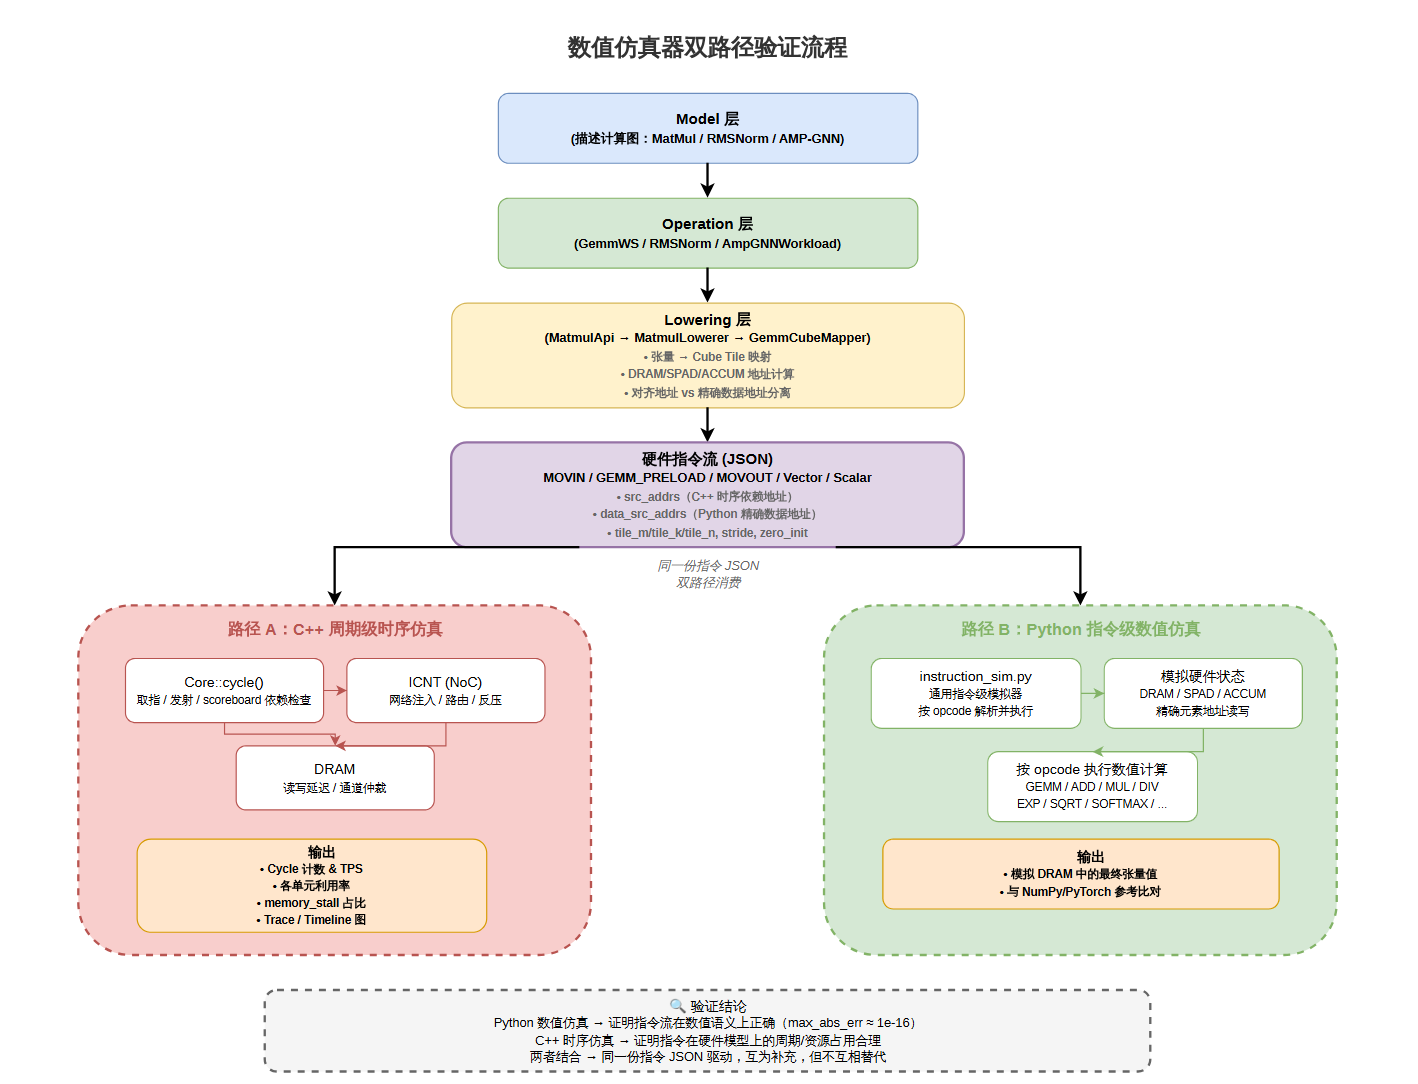 数值仿真器双路径验证流程
Model 层
(描述计算图：MatMul / RMSNorm / AMP-GNN)
Operation 层
(GemmWS / RMSNorm / AmpGNNWorkload)
Lowering 层
(MatmulApi → MatmulLowerer → GemmCubeMapper)
• 张量 → Cube Tile 映射
• DRAM/SPAD/ACCUM 地址计算
• 对齐地址 vs 精确数据地址分离
硬件指令流 (JSON)
MOVIN / GEMM_PRELOAD / MOVOUT / Vector / Scalar
• src_addrs（C++ 时序依赖地址）
• data_src_addrs（Python 精确数据地址）
• tile_m/tile_k/tile_n, stride, zero_init
同一份指令 JSON
双路径消费
路径 A：C++ 周期级时序仿真
Core::cycle()
取指 / 发射 / scoreboard 依赖检查
ICNT (NoC)
网络注入 / 路由 / 反压
DRAM
读写延迟 / 通道仲裁
输出
• Cycle 计数 & TPS
• 各单元利用率
• memory_stall 占比
• Trace / Timeline 图
路径 B：Python 指令级数值仿真
instruction_sim.py
通用指令级模拟器
按 opcode 解析并执行
模拟硬件状态
DRAM / SPAD / ACCUM
精确元素地址读写
按 opcode 执行数值计算
GEMM / ADD / MUL / DIV
EXP / SQRT / SOFTMAX / ...
输出
• 模拟 DRAM 中的最终张量值
• 与 NumPy/PyTorch 参考比对
🔍 验证结论
Python 数值仿真 → 证明指令流在数值语义上正确（max_abs_err ≈ 1e-16）
C++ 时序仿真 → 证明指令在硬件模型上的周期/资源占用合理
两者结合 → 同一份指令 JSON 驱动，互为补充，但不互相替代